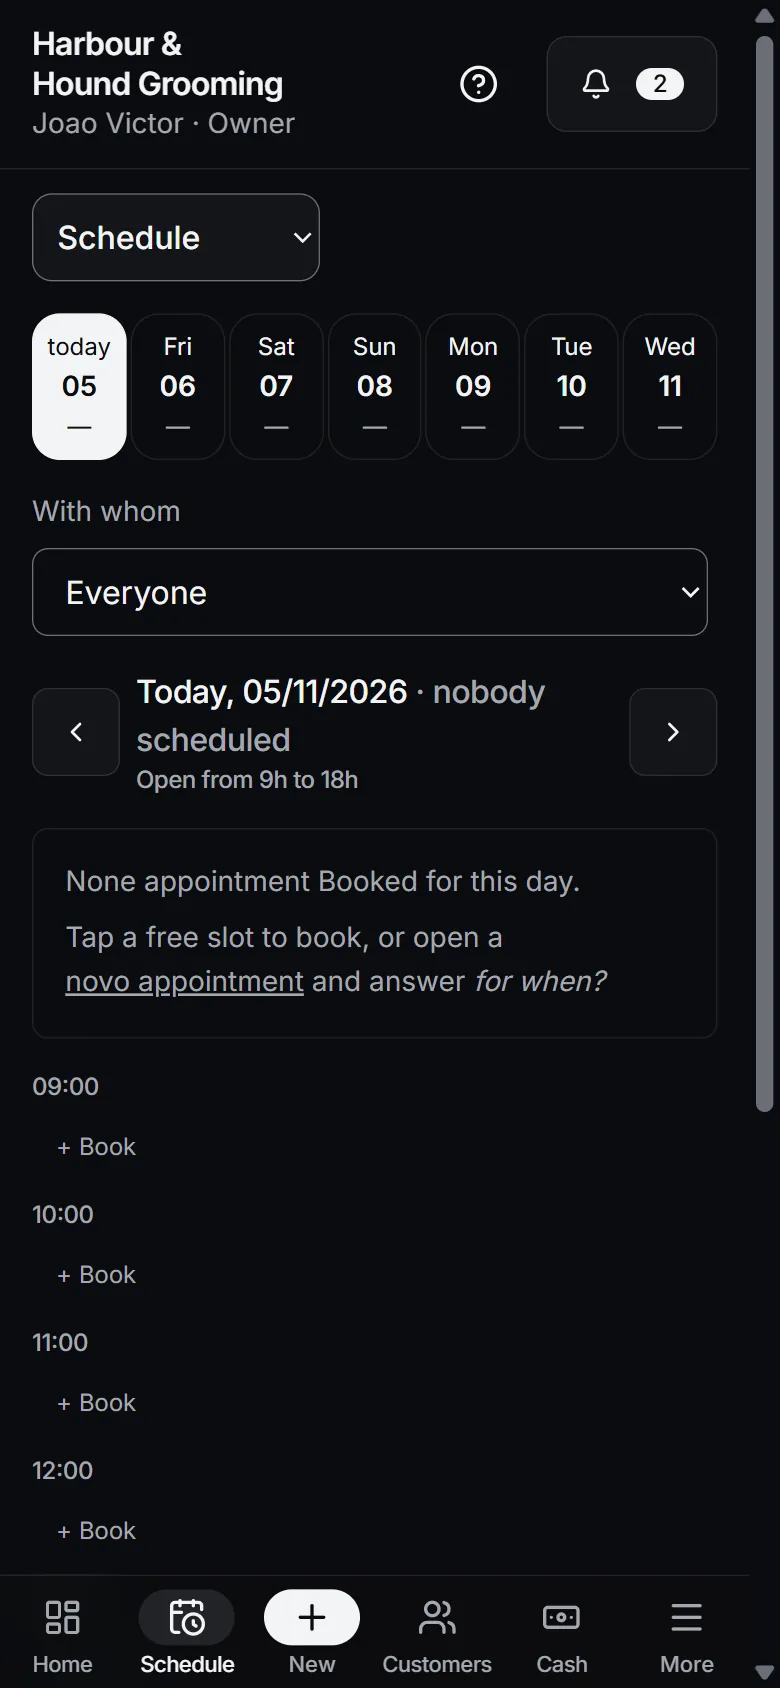 Harbour &
Hound Grooming
Joao Victor · Owner
2
Schedule
today Fri Sat Sun Mon Tue Wed
05 06 07 08 09 10 11
— — — — — — —
With whom
Everyone
Today, 05/11/2026 · nobody
scheduled
Open from 9h to 18h
None appointment Booked for this day.
Tap a free slot to book, or open a
novo appointment and answer for when?
09:00
+ Book
10:00
+ Book
11:00
+ Book
12:00
+ Book
Home Schedule New Customers Cash More